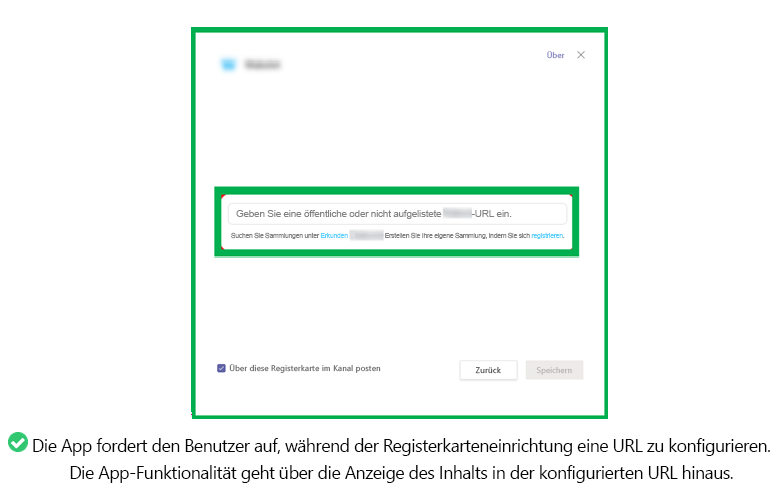 Über
Geben Sie eine öffentliche oder nicht aufgelistete -URL ein.
Suchen Sie Sammlungen unter Erkunden Erstellen Sie Ihre eigene Sammlung, indem Sie sich registrieren.
Über diese Registerkarte im Kanal posten
Zurück
Speichern
Die App fordert den Benutzer auf, während der Registerkarteneinrichtung eine URL zu konfigurieren.
Die App-Funktionalität geht über die Anzeige des Inhalts in der konfigurierten URL hinaus.